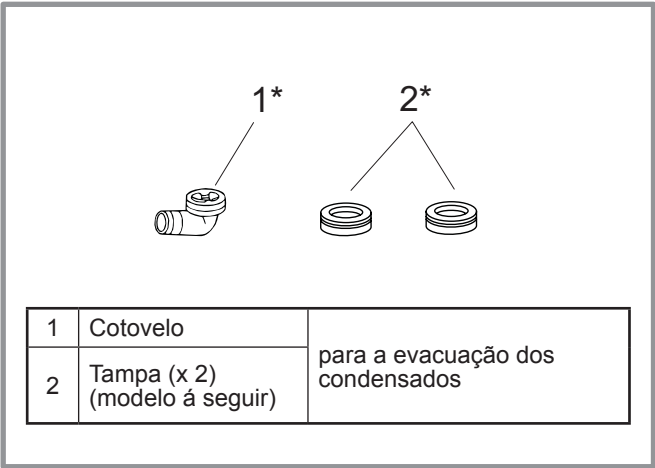 1*
2*
1 Cotovelo
para a evacuação dos
condensados
2 Tampa (x 2)
(modelo á seguir)